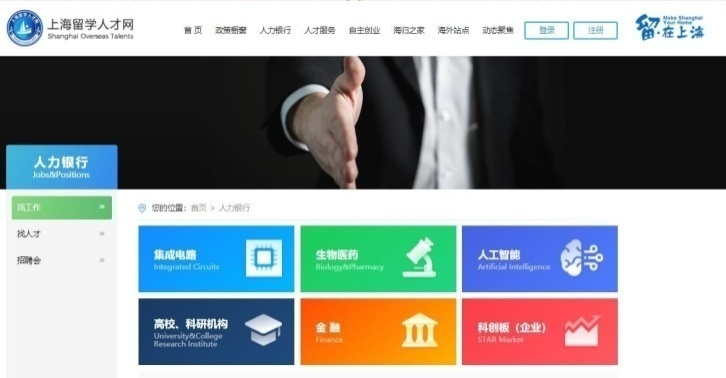 上海留学人才网
Shanghai Overseas Talents
首 页 政策橱窗 人力银行 人才服务 自主创业 海归之家 海外站点 动态聚焦 登录 注册
Make Shanghai
Your Home
留·在上海
人力银行
Jobs&Positions
找工作 »
找人才 »
招聘会 »
您的位置：首页 > 人力银行
集成电路
Integrated Circuits
生物医药
Biology&Pharmacy
人工智能
Artificial Intelligence
高校、科研机构
University&College
Research Institute
金 融
Finance
科创板（企业）
STAR Market